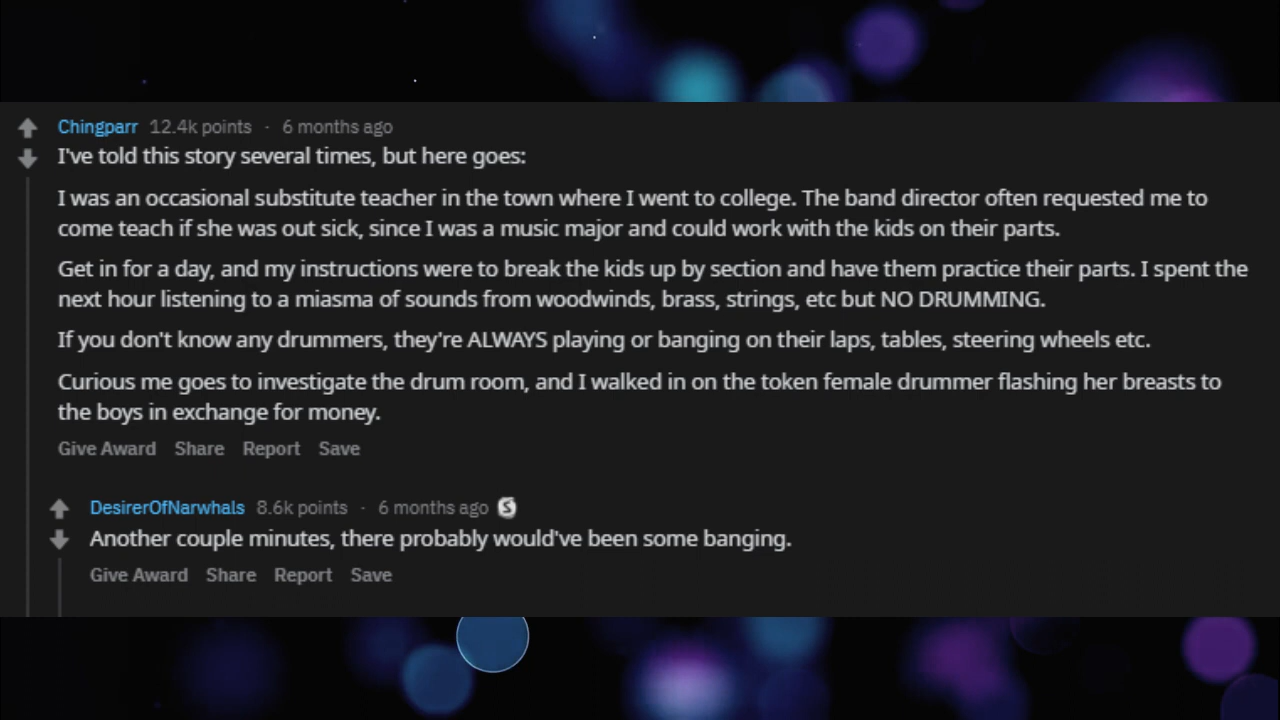 Chingparr 12.4k points · 6 months ago
I've told this story several times, but here goes:
I was an occasional substitute teacher in the town where I went to college. The band director often requested me to
come teach if she was out sick, since I was a music major and could work with the kids on their parts.
Get in for a day, and my instructions were to break the kids up by section and have them practice their parts. I spent the
next hour listening to a miasma of sounds from woodwinds, brass, strings, etc but NO DRUMMING.
If you don't know any drummers, they're ALWAYS playing or banging on their laps, tables, steering wheels etc.
Curious me goes to investigate the drum room, and I walked in on the token female drummer flashing her breasts to
the boys in exchange for money.
Give Award Share Report Save
DesirerOfNarwhals 8.6k points · 6 months ago S
Another couple minutes, there probably would've been some banging.
Give Award Share Report Save